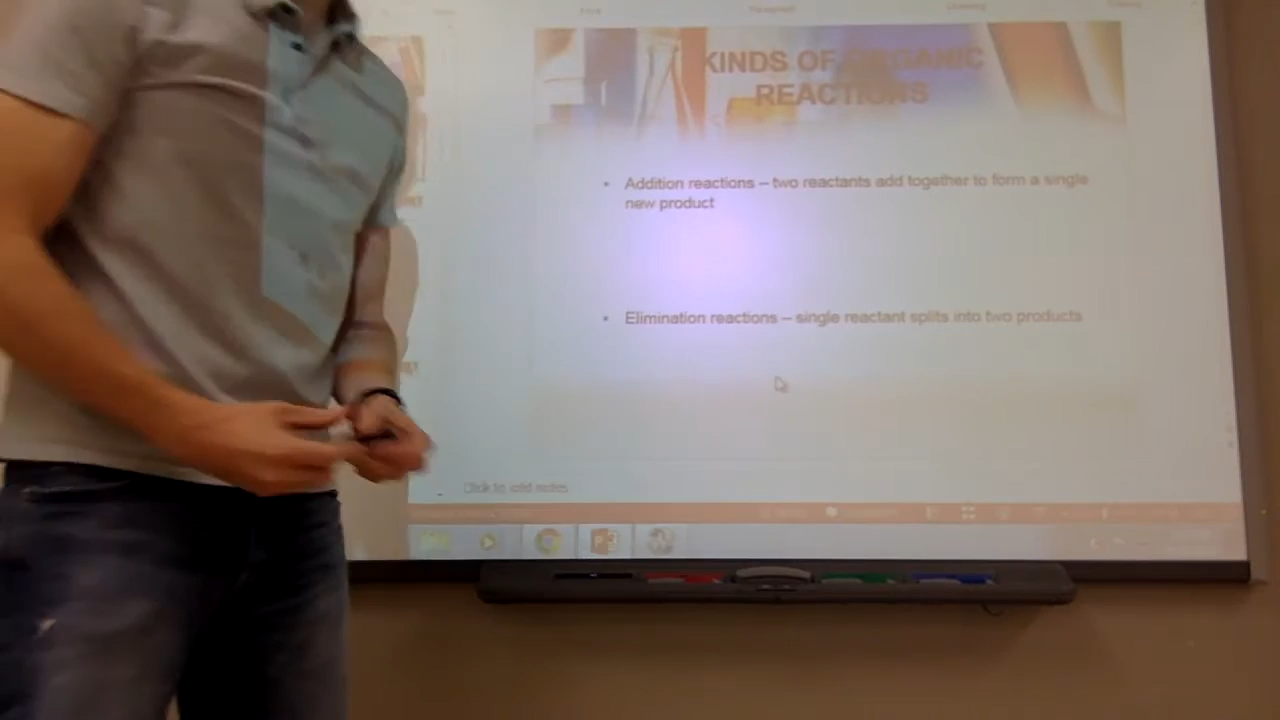 KINDS OF ORGANIC
REACTIONS
• Addition reactions – two reactants add together to form a single
new product
• Elimination reactions – single reactant splits into two products
Click to add notes